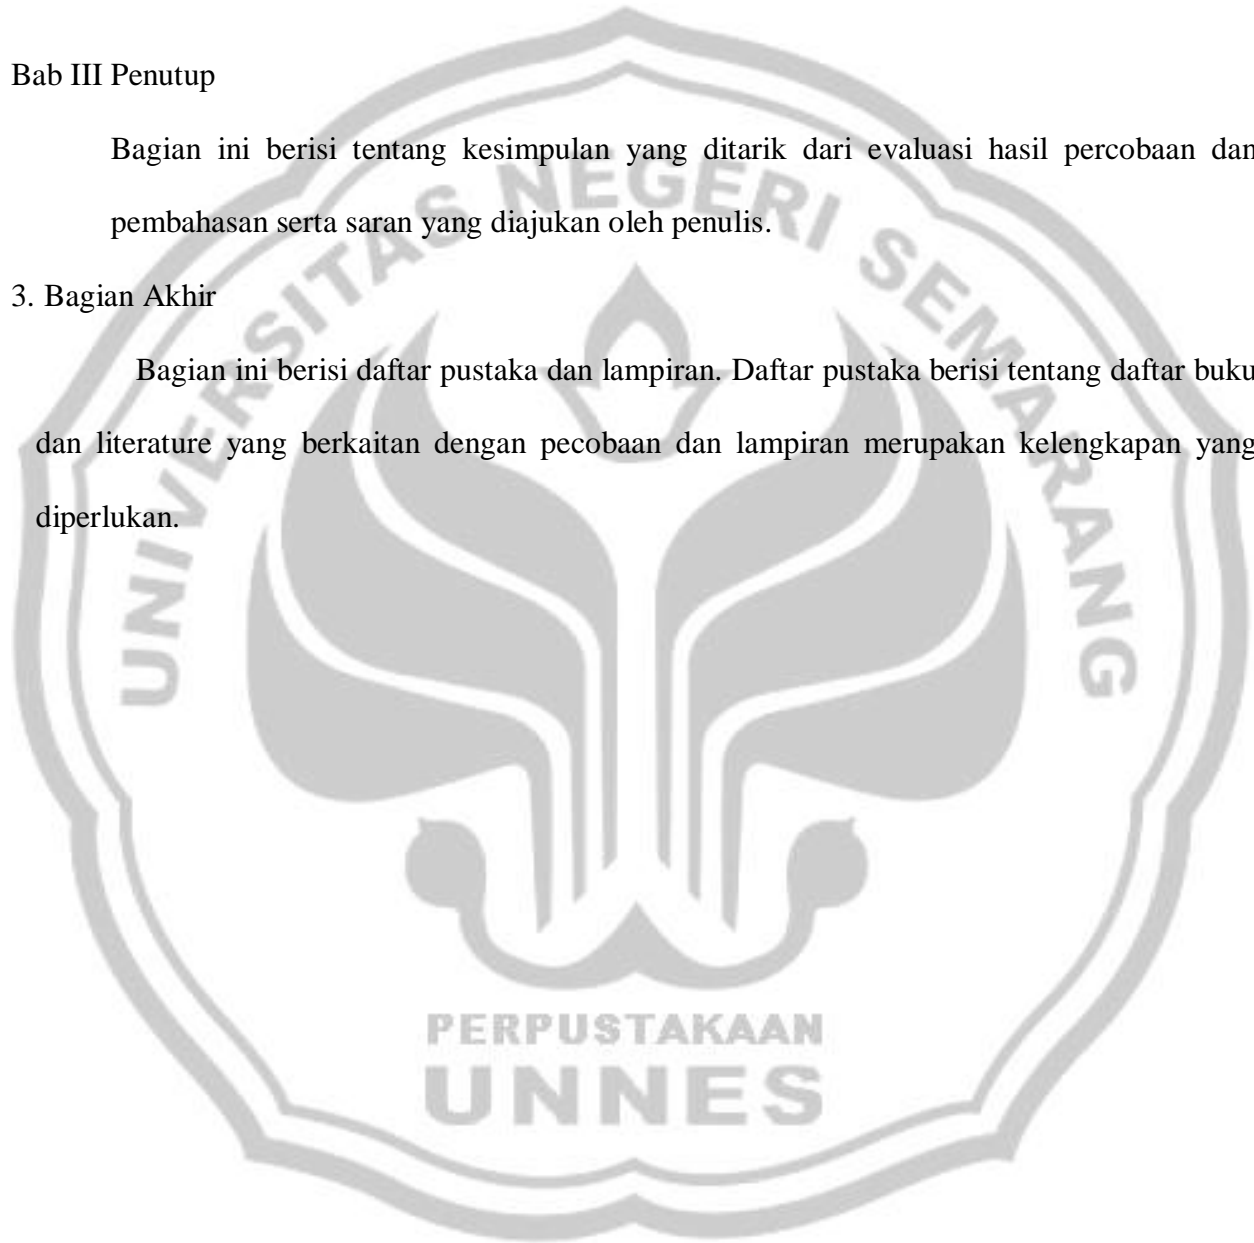 Bab III Penutup
Bagian ini berisi tentang kesimpulan yang ditarik dari evaluasi hasil percobaan dan
pembahasan serta saran yang diajukan oleh penulis.
3. Bagian Akhir
Bagian ini berisi daftar pustaka dan lampiran. Daftar pustaka berisi tentang daftar buku
dan literature yang berkaitan dengan pecobaan dan lampiran merupakan kelengkapan yang
diperlukan.
UNIVERSITAS NEGERI SEMARANG
PERPUSTAKAAN
UNNES